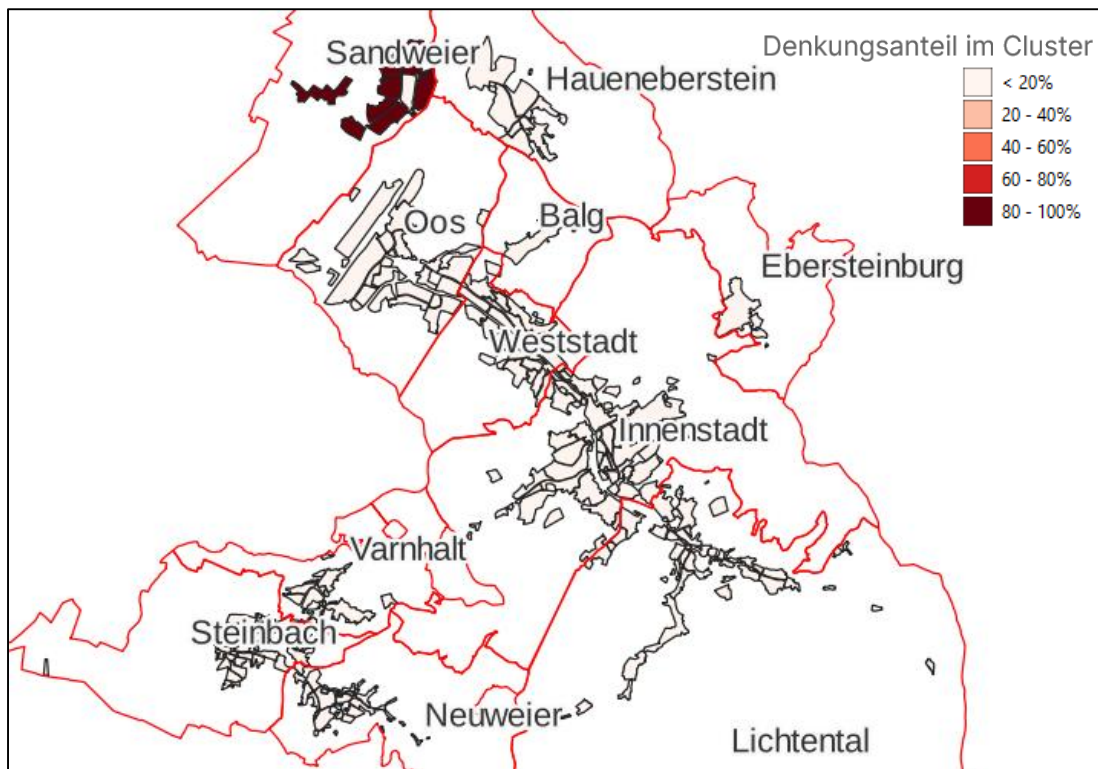 Sandweier
Denkungsanteil im Cluster
Haueneberstein
< 20%
20 - 40%
40 - 60%
60 - 80%
80 - 100%
Oos
Balg
Ebersteinburg
Weststadt
Innenstadt
Varnhalt
Steinbach
Neuweier
Lichtental